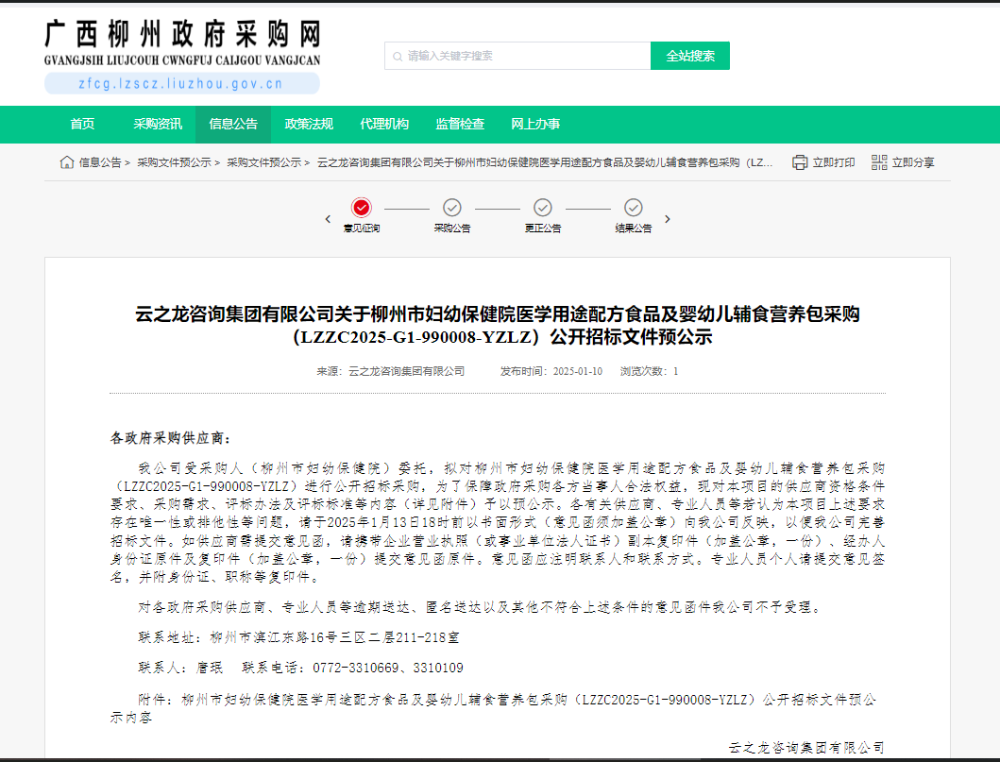 广西柳州政府采购网
GVANGJSIH LIUJCOUH CWNGFUJ CAIJGOU VANGJCAN
zfcg.lzscz.liuzhou.gov.cn
请输入关键字搜索
全站搜索
首页 采购资讯 信息公告 政策法规 代理机构 监督检查 网上办事
信息公告 > 采购文件预公示 > 采购文件预公示 > 云之龙咨询集团有限公司关于柳州市妇幼保健院医学用途配方食品及婴幼儿辅食营养包采购（LZ... 立即打印 立即分享
意见征询 采购公告 更正公告 结果公告
云之龙咨询集团有限公司关于柳州市妇幼保健院医学用途配方食品及婴幼儿辅食营养包采购
（LZZC2025-G1-990008-YZLZ）公开招标文件预公示
来源：云之龙咨询集团有限公司 发布时间：2025-01-10 浏览次数：1
各政府采购供应商：
我公司受采购人（柳州市妇幼保健院）委托，拟对柳州市妇幼保健院医学用途配方食品及婴幼儿辅食营养包采购
（LZZC2025-G1-990008-YZLZ）进行公开招标采购，为了保障政府采购各方当事人合法权益，现对本项目的供应商资格条件
要求、采购需求、评标办法及评标标准等内容（详见附件）予以预公示。各有关供应商、专业人员等若认为本项目上述要求
存在唯一性或排他性等问题，请于2025年1月13日18时前以书面形式（意见函须加盖公章）向我公司反映，以便我公司完善
招标文件。如供应商需提交意见函，请携带企业营业执照（或事业单位法人证书）副本复印件（加盖公章，一份）、经办人
身份证原件及复印件（加盖公章，一份）提交意见函原件。意见函应注明联系人和联系方式。专业人员个人请提交意见签
名，并附身份证、职称等复印件。
对各政府采购供应商、专业人员等逾期送达、匿名送达以及其他不符合上述条件的意见函件我公司不予受理。
联系地址：柳州市滨江东路16号三区二层211-218室
联系人：唐珉 联系电话：0772-3310669、3310109
附件：柳州市妇幼保健院医学用途配方食品及婴幼儿辅食营养包采购（LZZC2025-G1-990008-YZLZ）公开招标文件预公
示内容
云之龙咨询集团有限公司